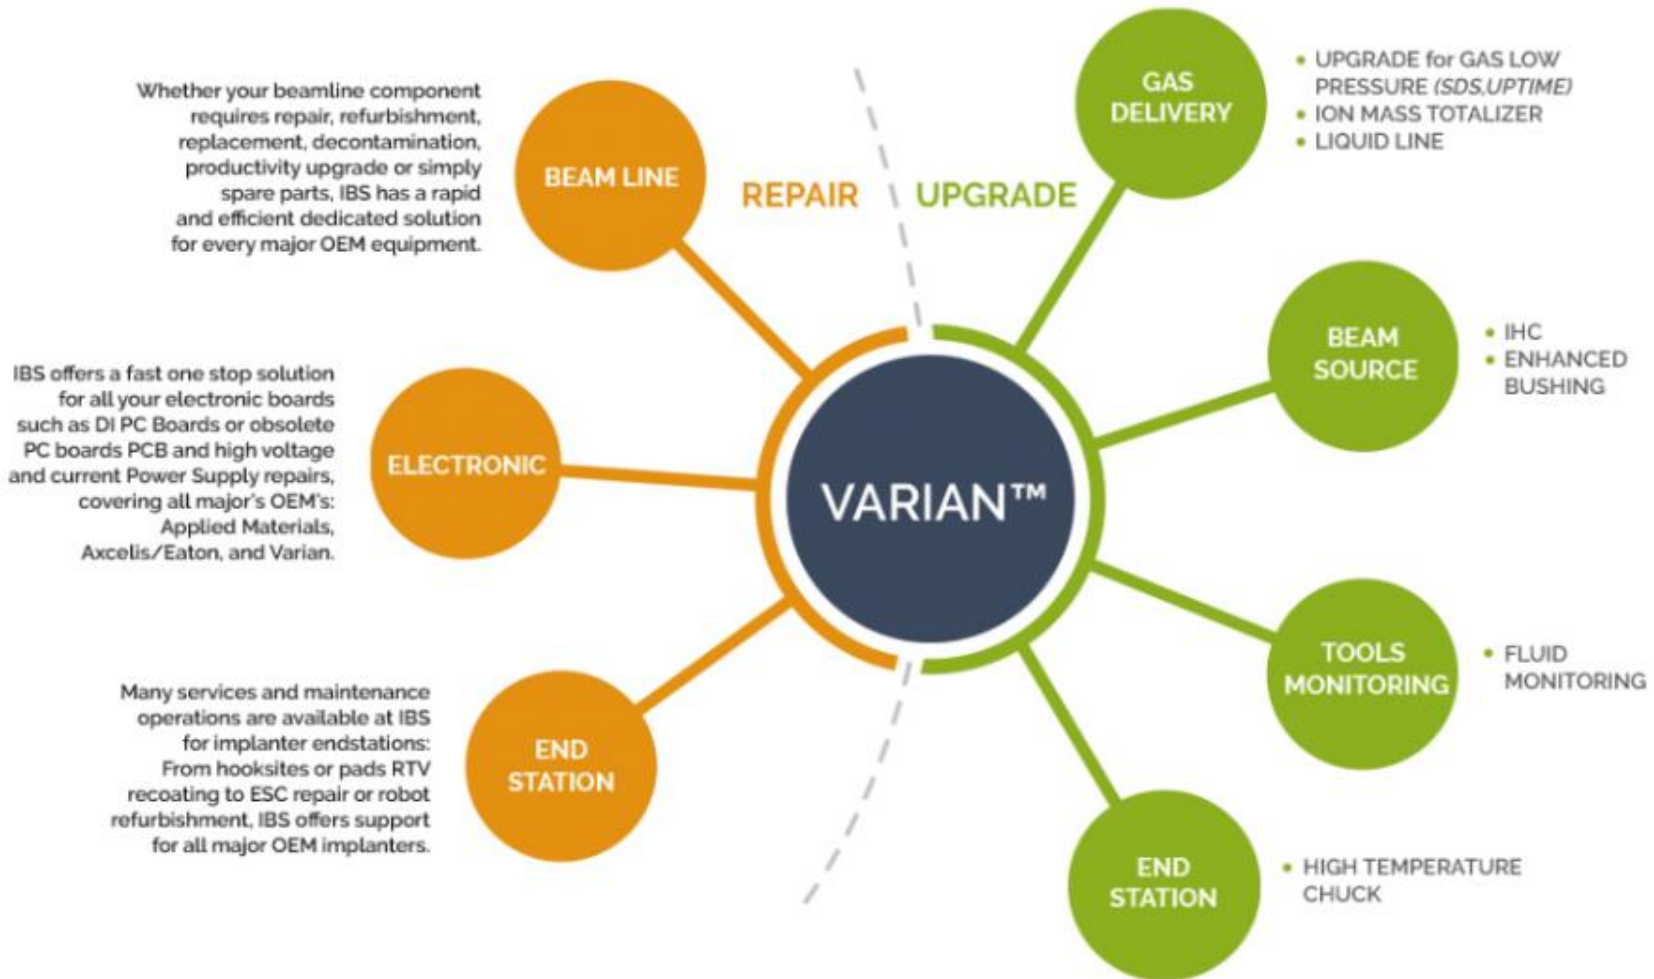 Whether your beamline component
requires repair, refurbishment,
replacement, decontamination,
productivity upgrade or simply
spare parts, IBS has a rapid
and efficient dedicated solution
for every major OEM equipment.
BEAM LINE
REPAIR
IBS offers a fast one stop solution
for all your electronic boards
such as DI PC Boards or obsolete
PC boards PCB and high voltage
and current Power Supply repairs,
covering all major's OEM's:
Applied Materials,
Axcelis/Eaton, and Varian.
ELECTRONIC
Many services and maintenance
operations are available at IBS
for implanter endstations:
From hooksites or pads RTV
recoating to ESC repair or robot
refurbishment, IBS offers support
for all major OEM implanters.
END
STATION
VARIAN™
UPGRADE
GAS
DELIVERY
• UPGRADE for GAS LOW
PRESSURE (SDS,UPTIME)
• ION MASS TOTALIZER
• LIQUID LINE
BEAM
SOURCE
• IHC
• ENHANCED
BUSHING
TOOLS
MONITORING
• FLUID
MONITORING
END
STATION
• HIGH TEMPERATURE
CHUCK